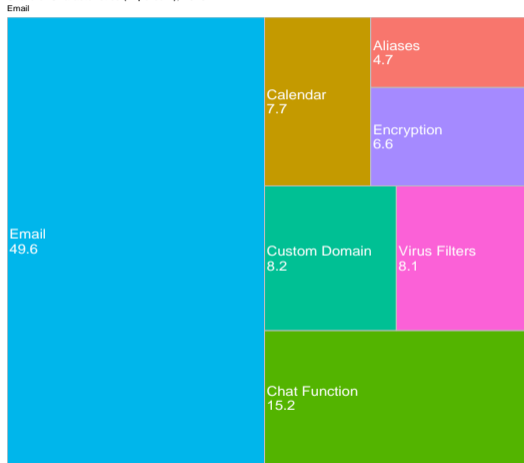 Email
Aliases
4.7
Calendar
7.7
Encryption
6.6
Email
49.6
Custom Domain
8.2
Virus Filters
8.1
Chat Function
15.2